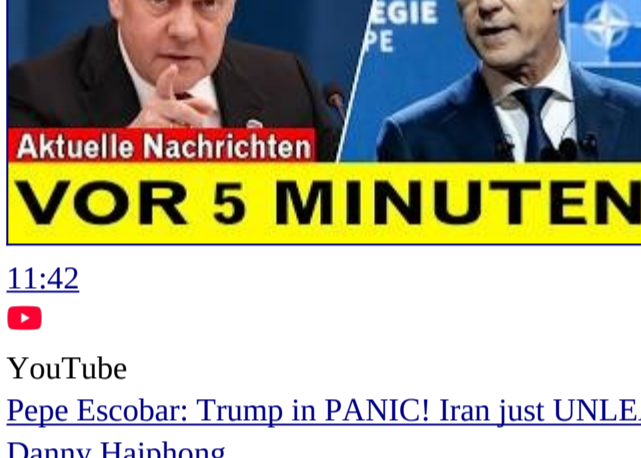 EGIE
PE
Aktuelle Nachrichten
VOR 5 MINUTEN
11:42
YouTube
Pepe Escobar: Trump in PANIC! Iran just UNLEA
Danny Haiphong